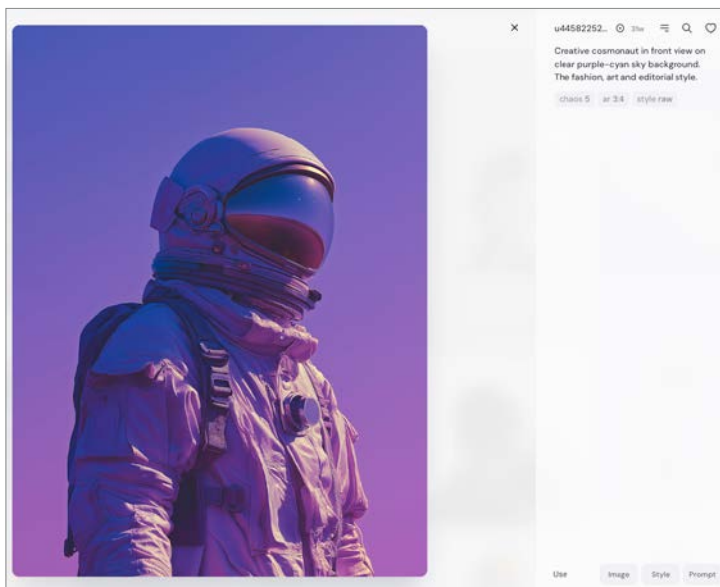 u44582252...
31w
Creative cosmonaut in front view on
clear purple-cyan sky background.
The fashion, art and editorial style.
chaos 5 ar 3:4 style raw
Use Image Style Prompt